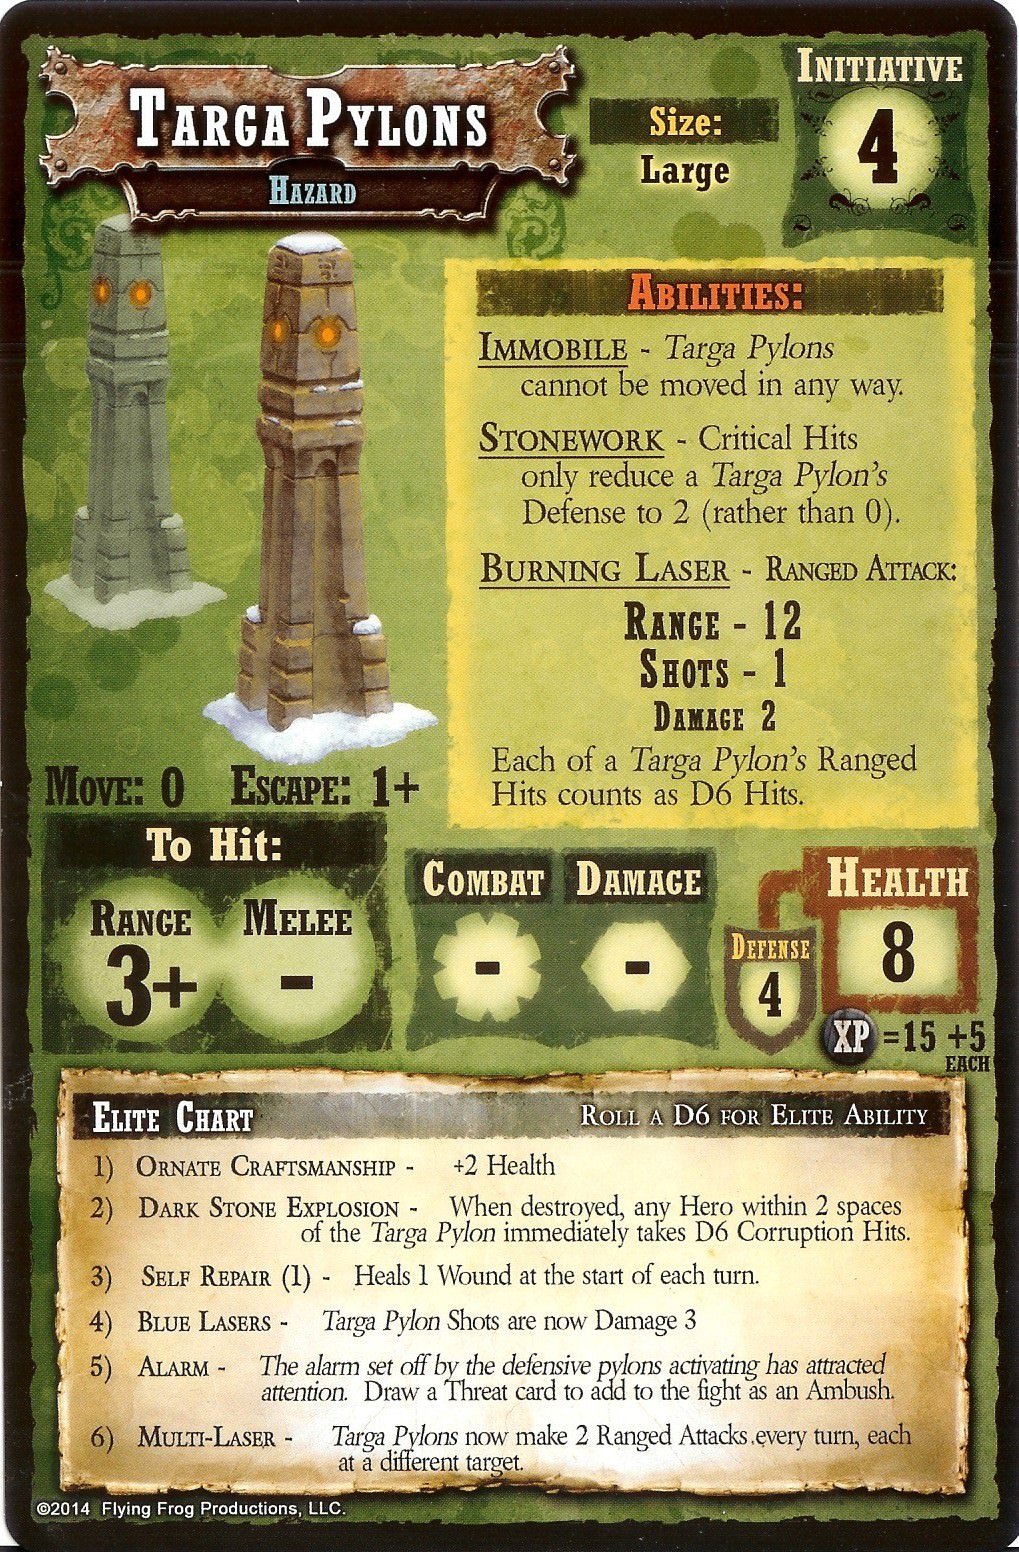 Targa Pylons
Hazard
Size:
Large
Initiative
4
Abilities:
Immobile - Targa Pylons
cannot be moved in any way.
Stonework - Critical Hits
only reduce a Targa Pylon's
Defense to 2 (rather than 0).
Burning Laser - Ranged Attack:
Range - 12
Shots - 1
Damage 2
Each of a Targa Pylon's Ranged
Hits counts as D6 Hits.
Move: 0 Escape: 1+
To Hit:
Range Melee
3+ -
Combat Damage
- -
Defense
4
Health
8
XP =15 +5
EACH
Elite Chart Roll a D6 for Elite Ability
1) Ornate Craftsmanship - +2 Health
2) Dark Stone Explosion - When destroyed, any Hero within 2 spaces
of the Targa Pylon immediately takes D6 Corruption Hits.
3) Self Repair (1) - Heals 1 Wound at the start of each turn.
4) Blue Lasers - Targa Pylon Shots are now Damage 3
5) Alarm - The alarm set off by the defensive pylons activating has attracted
attention. Draw a Threat card to add to the fight as an Ambush.
6) Multi-Laser - Targa Pylons now make 2 Ranged Attacks every turn, each
at a different target.
©2014 Flying Frog Productions, LLC.